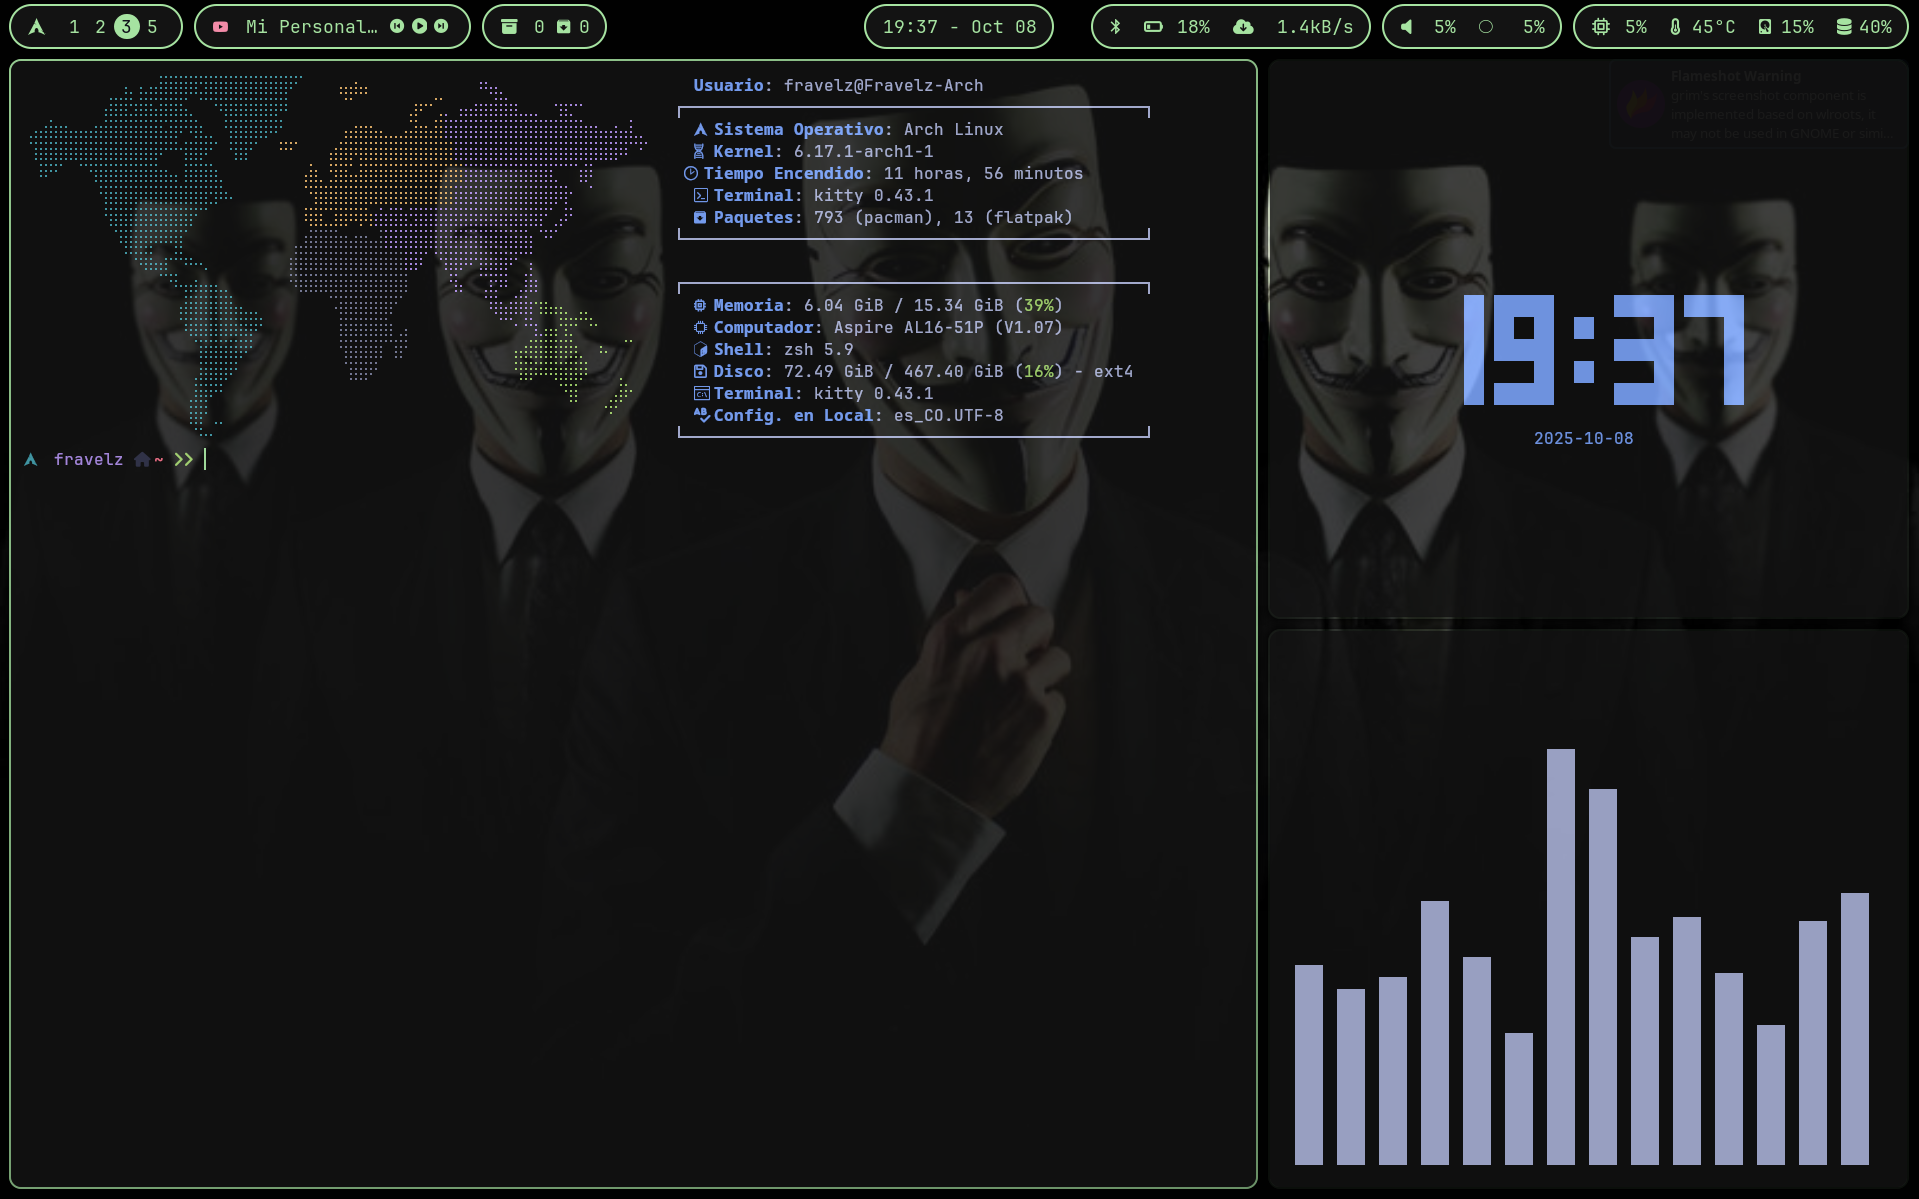 1 2 3 5
Mi Personal…
0 0
19:37 - Oct 08
18% 1.4kB/s
5% 5%
5% 45°C 15% 40%
Usuario: fravelz@Fravelz-Arch
Sistema Operativo: Arch Linux
Kernel: 6.17.1-arch1-1
Tiempo Encendido: 11 horas, 56 minutos
Terminal: kitty 0.43.1
Paquetes: 793 (pacman), 13 (flatpak)
Memoria: 6.04 GiB / 15.34 GiB (39%)
Computador: Aspire AL16-51P (V1.07)
Shell: zsh 5.9
Disco: 72.49 GiB / 467.40 GiB (16%) - ext4
Terminal: kitty 0.43.1
Config. en Local: es_CO.UTF-8
fravelz ~ >>
Flameshot Warning
grim's screenshot component is
implemented based on wlroots, it
may not be used in GNOME or simi...
19:37
2025-10-08